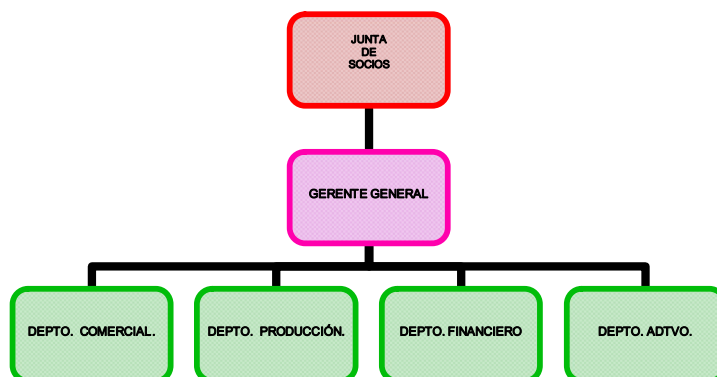 JUNTA
DE
SOCIOS
GERENTE GENERAL
DEPTO. COMERCIAL.
DEPTO. PRODUCCIÓN.
DEPTO. FINANCIERO
DEPTO. ADTVO.